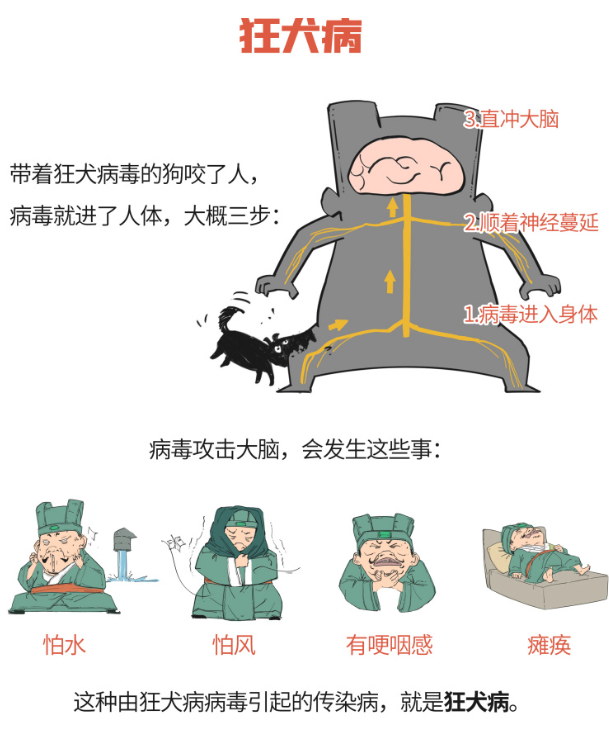 狂犬病
带着狂犬病毒的狗咬了人，
病毒就进了人体，大概三步：
3.直冲大脑
2.顺着神经蔓延
1.病毒进入身体
病毒攻击大脑，会发生这些事：
怕水
怕风
有哽咽感
瘫痪
这种由狂犬病病毒引起的传染病，就是狂犬病。